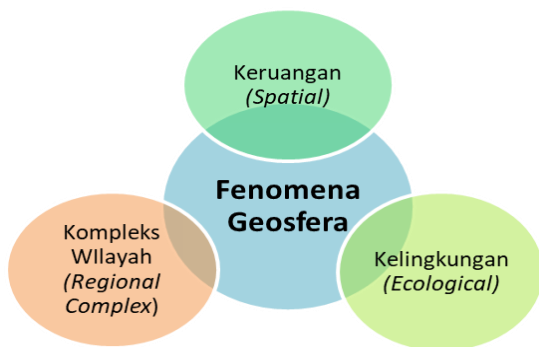 Keruangan
(Spatial)
Fenomena
Geosfera
Kompleks
WIlayah
(Regional
Complex)
Kelingkungan
(Ecological)